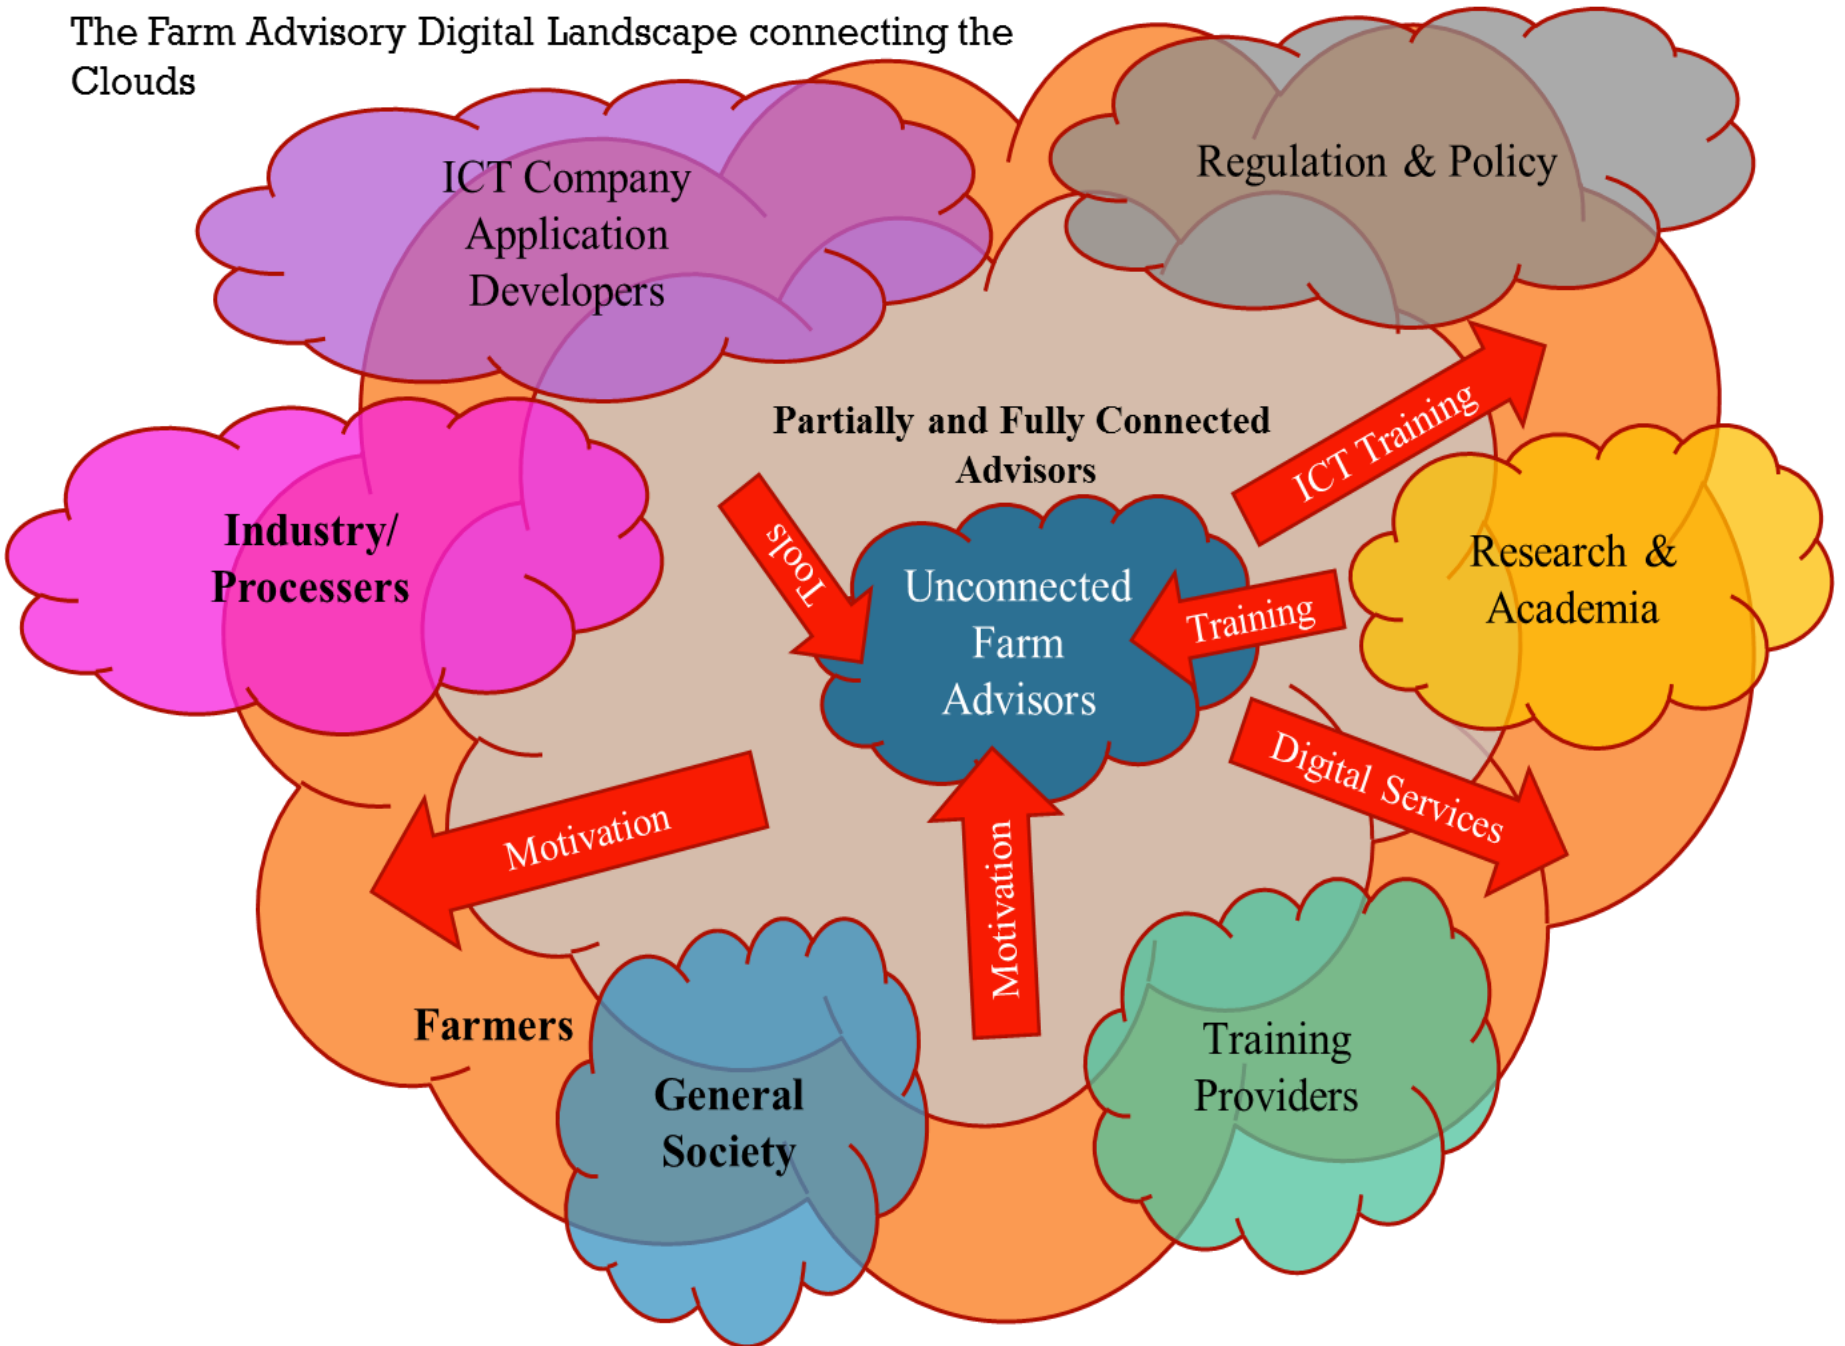 The Farm Advisory Digital Landscape connecting the
Clouds
ICT Company
Application
Developers
Regulation & Policy
Partially and Fully Connected
Advisors
ICT Training
Industry/
Processers
Tools
Unconnected
Farm
Advisors
Training
Research &
Academia
Digital Services
Motivation
Motivation
Farmers
General
Society
Training
Providers